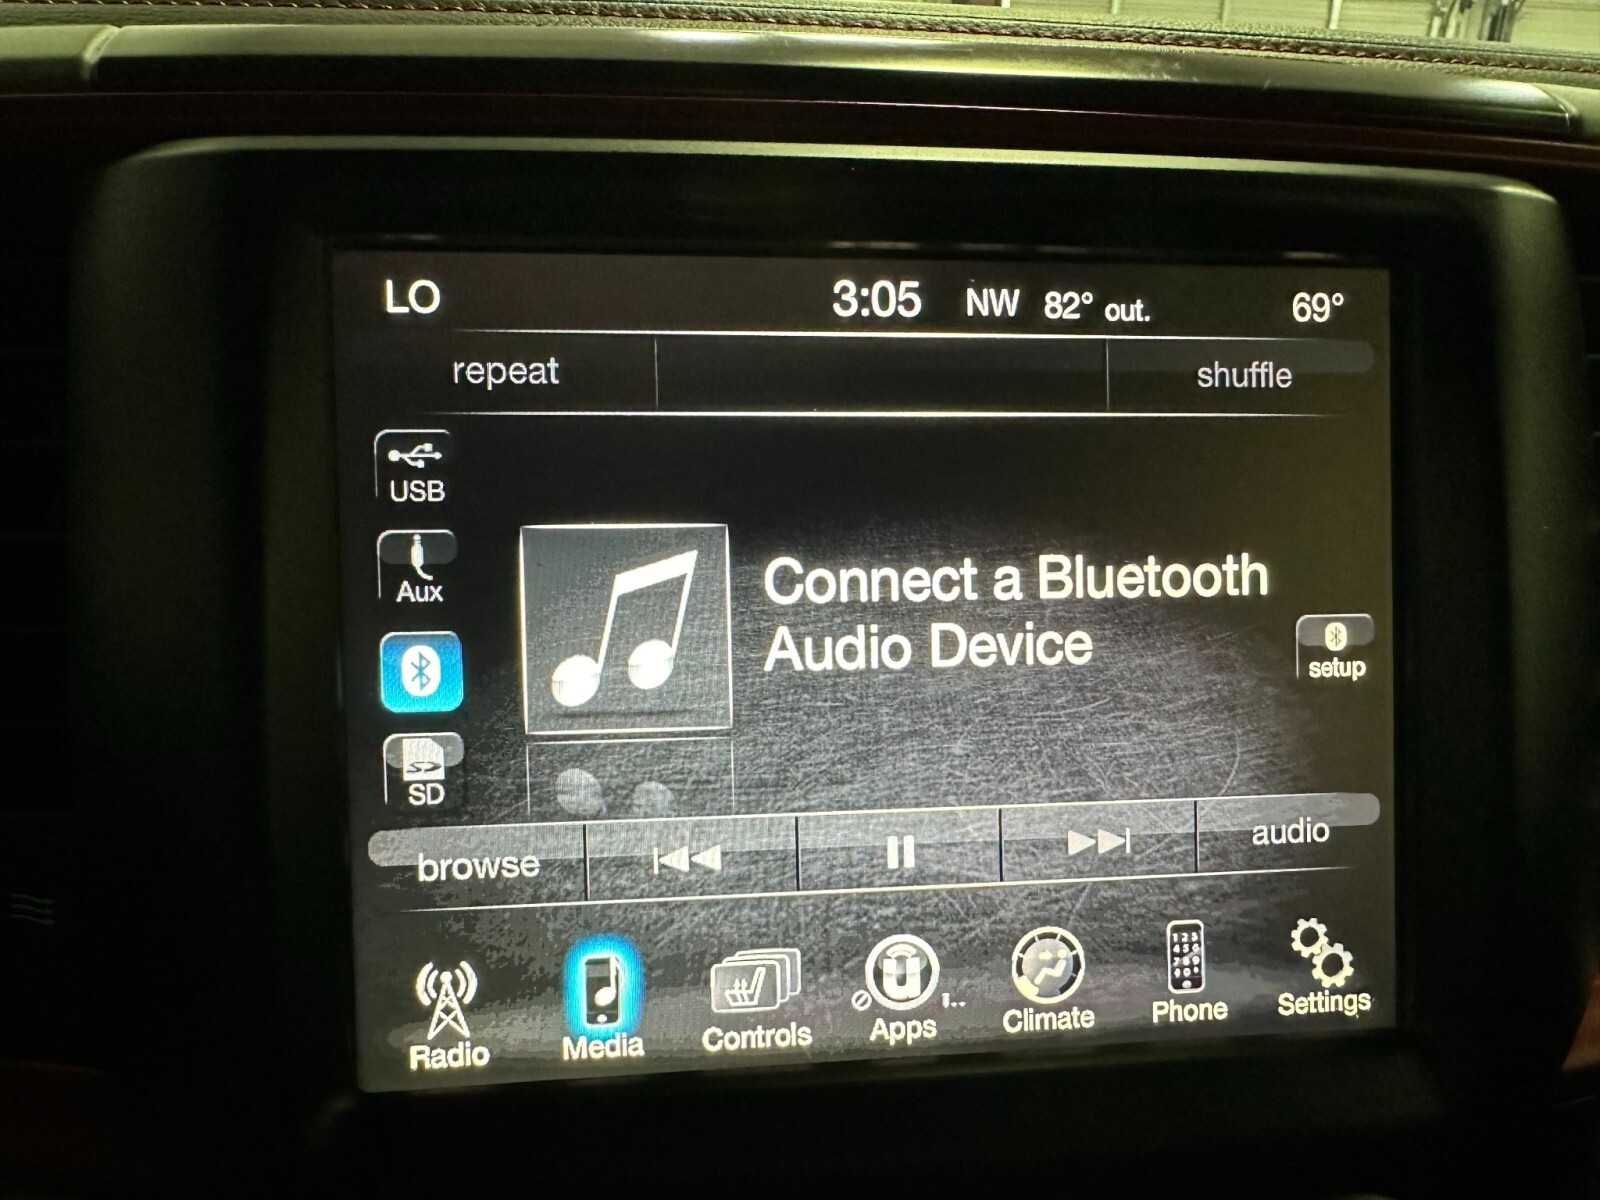 LO 3:05 NW 82° out. 69°
repeat shuffle
USB
Aux
Connect a Bluetooth
Audio Device
setup
SD
browse audio
Radio Media Controls Apps Climate Phone Settings